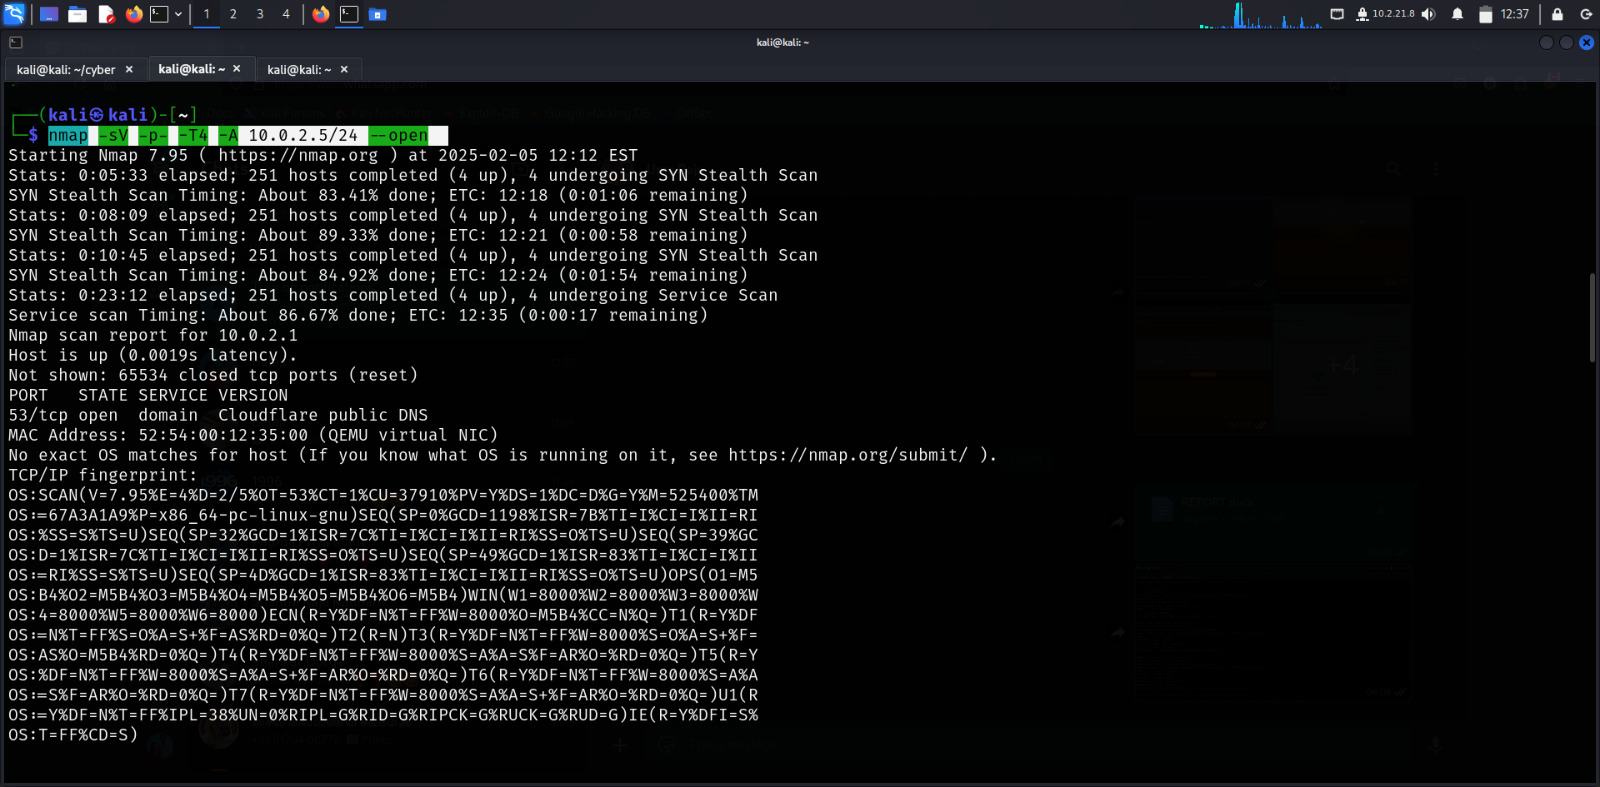 1 2 3 4 10.2.21.8 12:37
kali@kali: ~
kali@kali: ~/cyber kali@kali: ~ kali@kali: ~
(kali㉿kali)-[~]
$ nmap -sV -p- -T4 -A 10.0.2.5/24 --open
Starting Nmap 7.95 ( https://nmap.org ) at 2025-02-05 12:12 EST
Stats: 0:05:33 elapsed; 251 hosts completed (4 up), 4 undergoing SYN Stealth Scan
SYN Stealth Scan Timing: About 83.41% done; ETC: 12:18 (0:01:06 remaining)
Stats: 0:08:09 elapsed; 251 hosts completed (4 up), 4 undergoing SYN Stealth Scan
SYN Stealth Scan Timing: About 89.33% done; ETC: 12:21 (0:00:58 remaining)
Stats: 0:10:45 elapsed; 251 hosts completed (4 up), 4 undergoing SYN Stealth Scan
SYN Stealth Scan Timing: About 84.92% done; ETC: 12:24 (0:01:54 remaining)
Stats: 0:23:12 elapsed; 251 hosts completed (4 up), 4 undergoing Service Scan
Service scan Timing: About 86.67% done; ETC: 12:35 (0:00:17 remaining)
Nmap scan report for 10.0.2.1
Host is up (0.0019s latency).
Not shown: 65534 closed tcp ports (reset)
PORT STATE SERVICE VERSION
53/tcp open domain Cloudflare public DNS
MAC Address: 52:54:00:12:35:00 (QEMU virtual NIC)
No exact OS matches for host (If you know what OS is running on it, see https://nmap.org/submit/ ).
TCP/IP fingerprint:
OS:SCAN(V=7.95%E=4%D=2/5%OT=53%CT=1%CU=37910%PV=Y%DS=1%DC=D%G=Y%M=525400%TM
OS:=67A3A1A9%P=x86_64-pc-linux-gnu)SEQ(SP=0%GCD=1198%ISR=7B%TI=I%CI=I%II=RI
OS:%SS=S%TS=U)SEQ(SP=32%GCD=1%ISR=7C%TI=I%CI=I%II=RI%SS=O%TS=U)SEQ(SP=39%GC
OS:D=1%ISR=7C%TI=I%CI=I%II=RI%SS=O%TS=U)SEQ(SP=49%GCD=1%ISR=83%TI=I%CI=I%II
OS:=RI%SS=S%TS=U)SEQ(SP=4D%GCD=1%ISR=83%TI=I%CI=I%II=RI%SS=O%TS=U)OPS(O1=M5
OS:B4%O2=M5B4%O3=M5B4%O4=M5B4%O5=M5B4%O6=M5B4)WIN(W1=8000%W2=8000%W3=8000%W
OS:4=8000%W5=8000%W6=8000)ECN(R=Y%DF=N%T=FF%W=8000%O=M5B4%CC=N%Q=)T1(R=Y%DF
OS:=N%T=FF%S=O%A=S+%F=AS%RD=0%Q=)T2(R=N)T3(R=Y%DF=N%T=FF%W=8000%S=O%A=S+%F=
OS:AS%O=M5B4%RD=0%Q=)T4(R=Y%DF=N%T=FF%W=8000%S=A%A=S%F=AR%O=%RD=0%Q=)T5(R=Y
OS:%DF=N%T=FF%W=8000%S=A%A=S+%F=AR%O=%RD=0%Q=)T6(R=Y%DF=N%T=FF%W=8000%S=A%A
OS:=S%F=AR%O=%RD=0%Q=)T7(R=Y%DF=N%T=FF%W=8000%S=A%A=S+%F=AR%O=%RD=0%Q=)U1(R
OS:=Y%DF=N%T=FF%IPL=38%UN=0%RIPL=G%RID=G%RIPCK=G%RUCK=G%RUD=G)IE(R=Y%DFI=S%
OS:T=FF%CD=S)